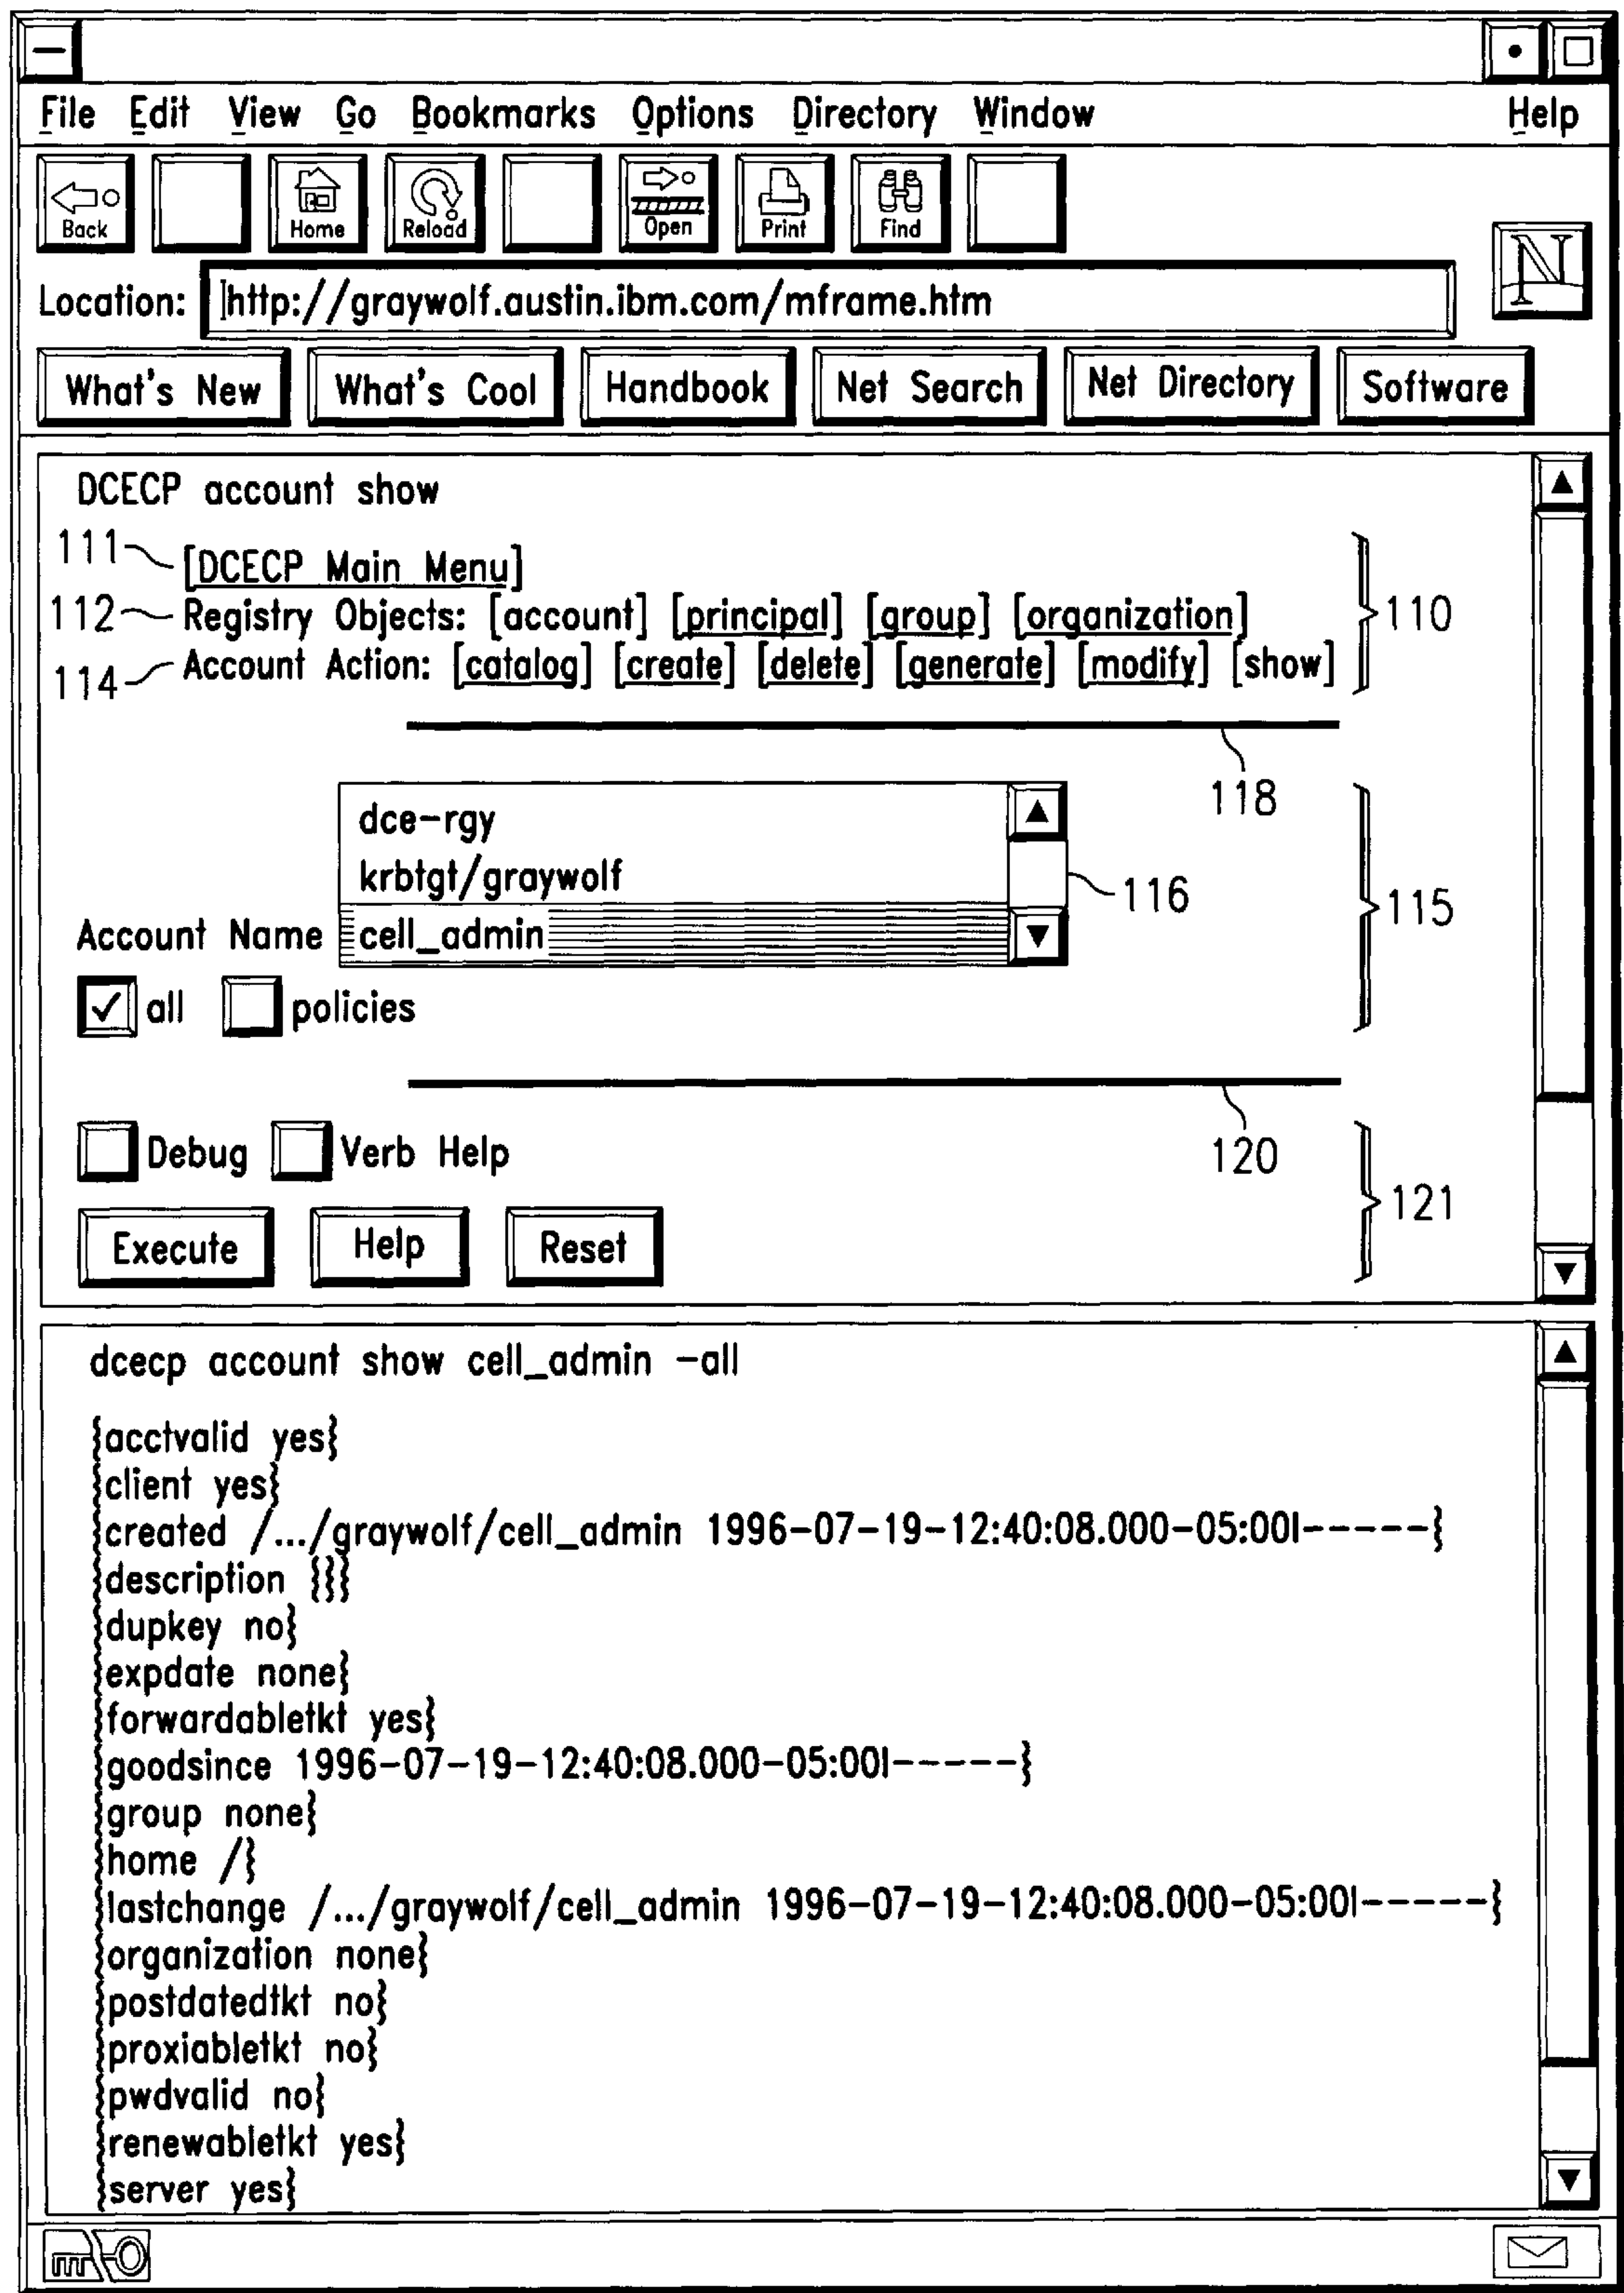 File Edit View Go Bookmarks Options Directory Window Help
Back Home Reload Open Print Find
N
Location: http://graywolf.austin.ibm.com/mframe.htm
What's New What's Cool Handbook Net Search Net Directory Software
DCECP account show
111 [DCECP Main Menu]
112 Registry Objects: [account] [principal] [group] [organization] 110
114 Account Action: [catalog] [create] [delete] [generate] [modify] [show]
118
dce-rgy
krbtgt/graywolf 116 115
Account Name cell_admin
all policies
120
Debug Verb Help
121
Execute Help Reset
dcecp account show cell_admin -all
{acctvalid yes}
{client yes}
{created /.../graywolf/cell_admin 1996-07-19-12:40:08.000-05:00I-----}
{description {}}
{dupkey no}
{expdate none}
{forwardabletkt yes}
{goodsince 1996-07-19-12:40:08.000-05:00I-----}
{group none}
{home /}
{lastchange /.../graywolf/cell_admin 1996-07-19-12:40:08.000-05:00I-----}
{organization none}
{postdatedtkt no}
{proxiabletkt no}
{pwdvalid no}
{renewabletkt yes}
{server yes}